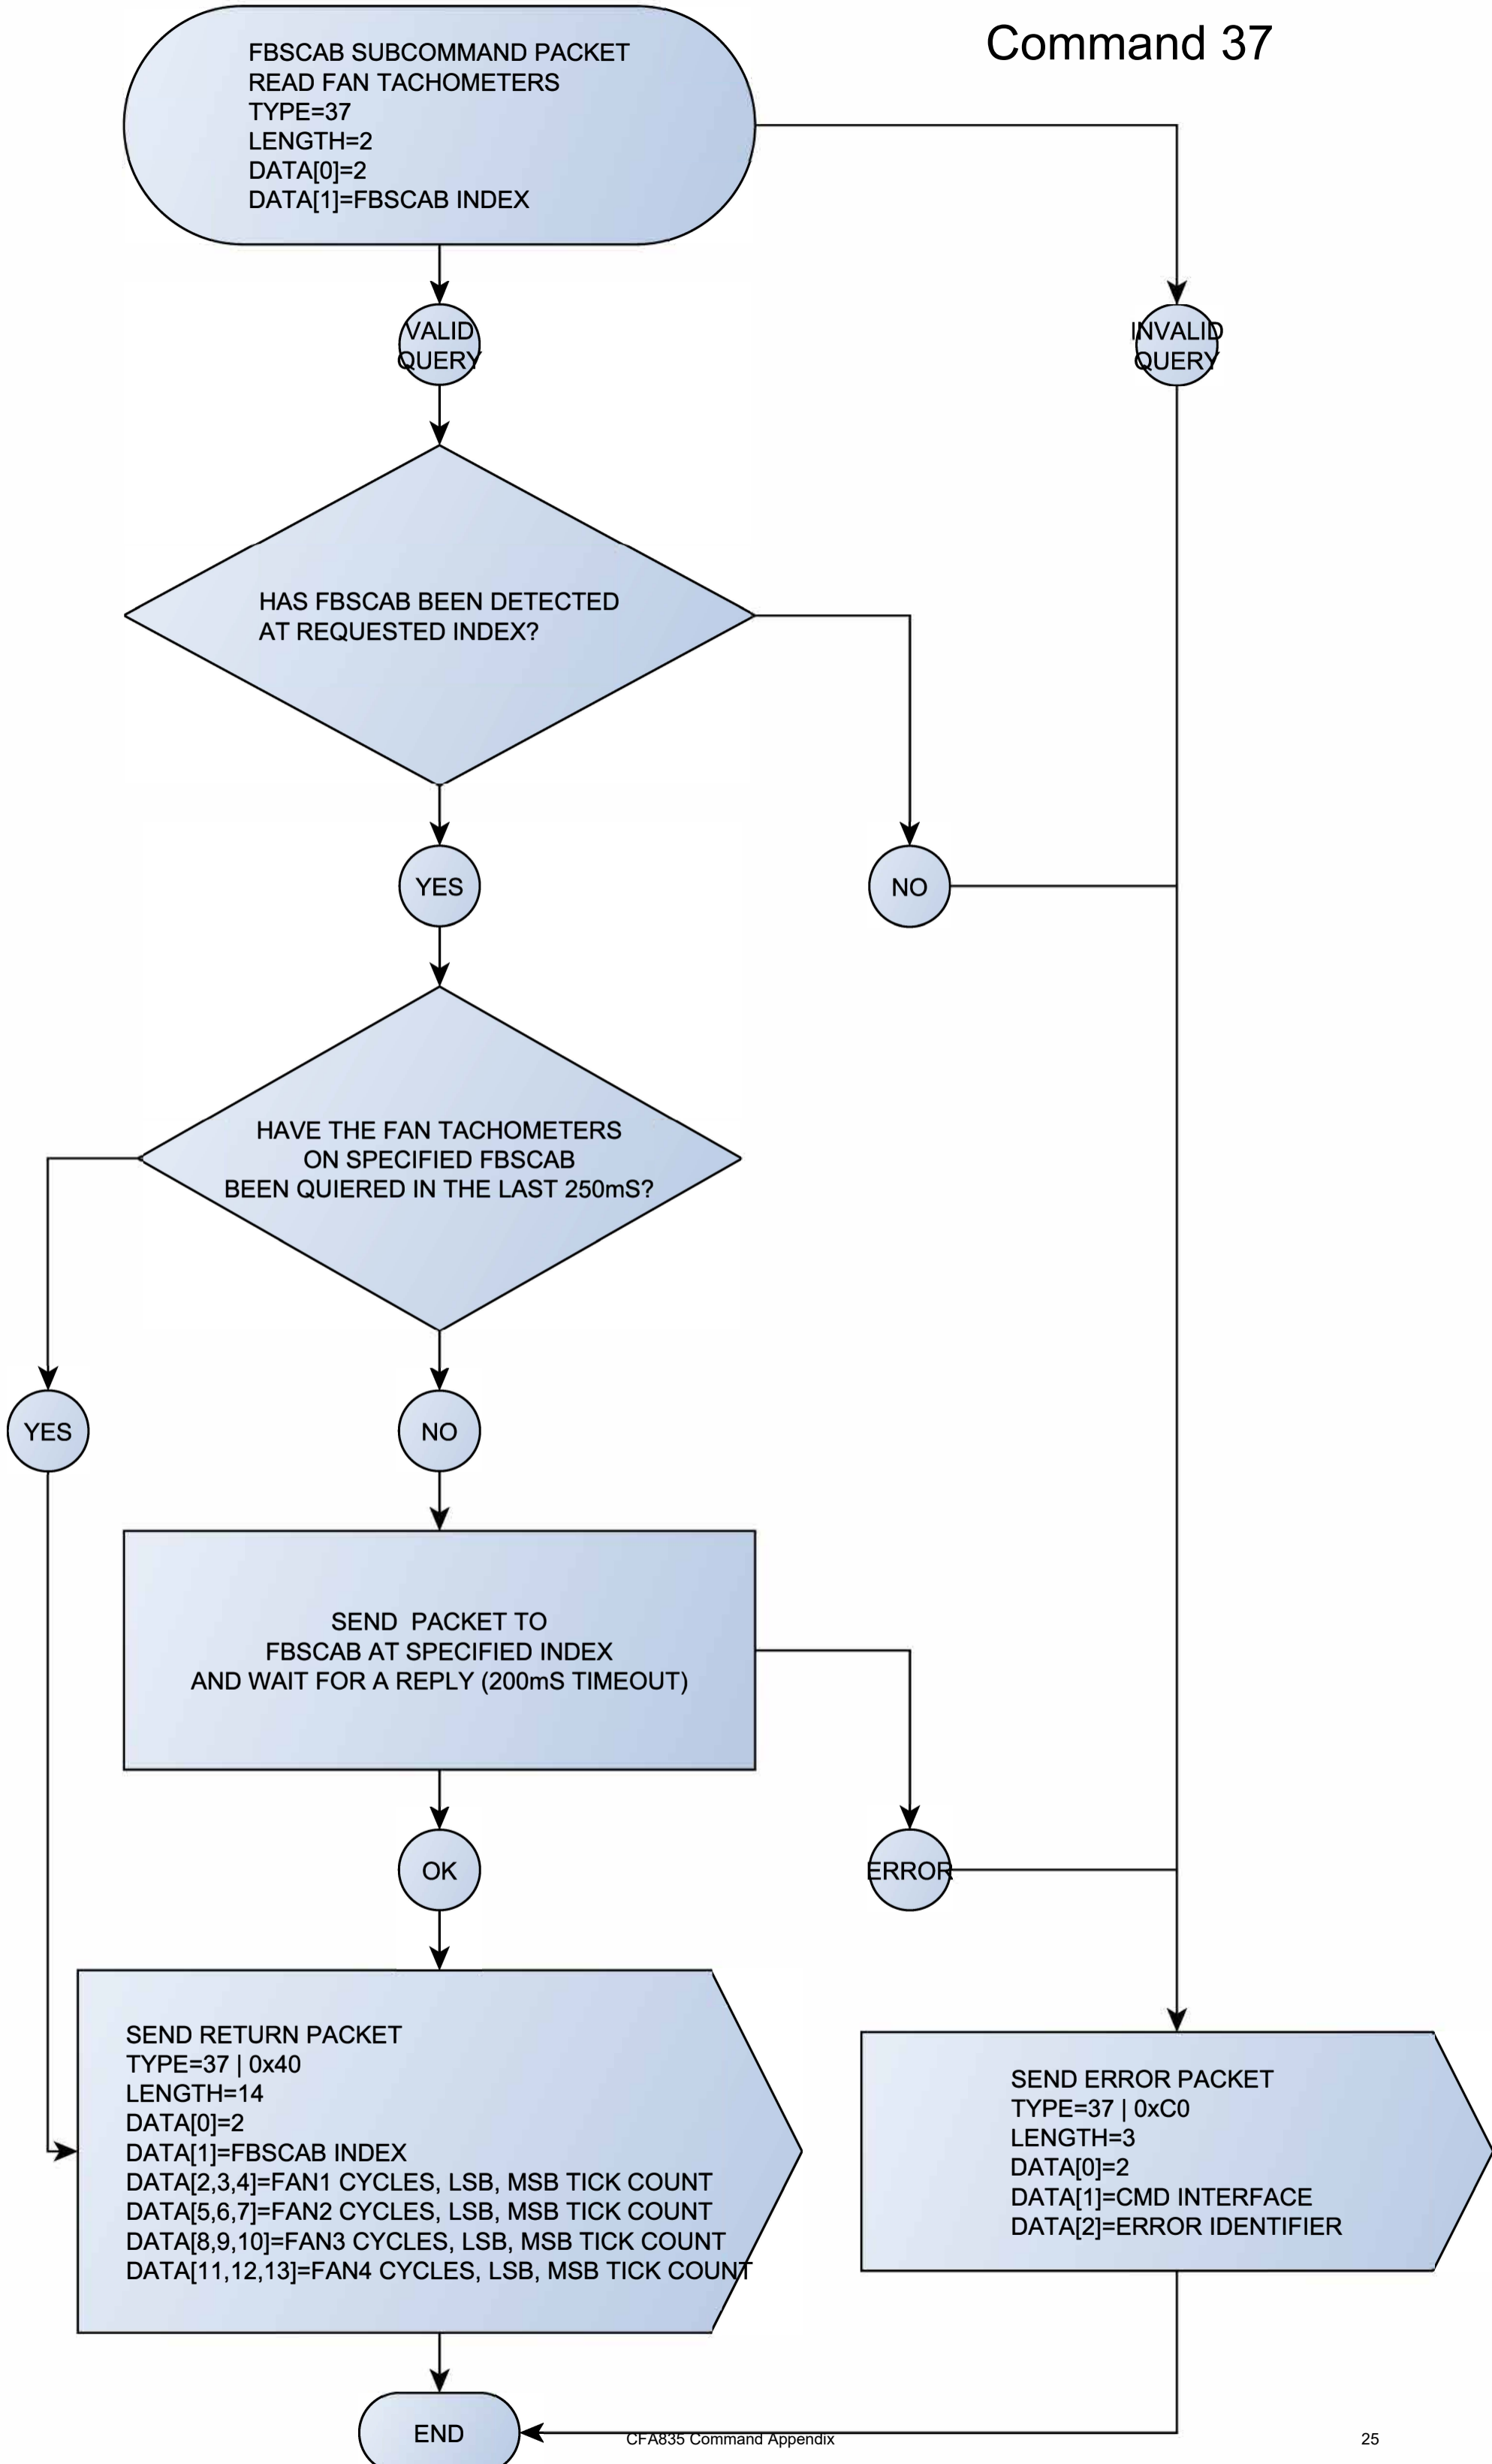 Command 37
FBSCAB SUBCOMMAND PACKET
READ FAN TACHOMETERS
TYPE=37
LENGTH=2
DATA[0]=2
DATA[1]=FBSCAB INDEX
VALID
QUERY
INVALID
QUERY
HAS FBSCAB BEEN DETECTED
AT REQUESTED INDEX?
YES
NO
HAVE THE FAN TACHOMETERS
ON SPECIFIED FBSCAB
BEEN QUIERED IN THE LAST 250mS?
YES
NO
SEND PACKET TO
FBSCAB AT SPECIFIED INDEX
AND WAIT FOR A REPLY (200mS TIMEOUT)
OK
ERROR
SEND RETURN PACKET
TYPE=37 | 0x40
LENGTH=14
DATA[0]=2
DATA[1]=FBSCAB INDEX
DATA[2,3,4]=FAN1 CYCLES, LSB, MSB TICK COUNT
DATA[5,6,7]=FAN2 CYCLES, LSB, MSB TICK COUNT
DATA[8,9,10]=FAN3 CYCLES, LSB, MSB TICK COUNT
DATA[11,12,13]=FAN4 CYCLES, LSB, MSB TICK COUNT
SEND ERROR PACKET
TYPE=37 | 0xC0
LENGTH=3
DATA[0]=2
DATA[1]=CMD INTERFACE
DATA[2]=ERROR IDENTIFIER
END
CFA835 Command Appendix
25